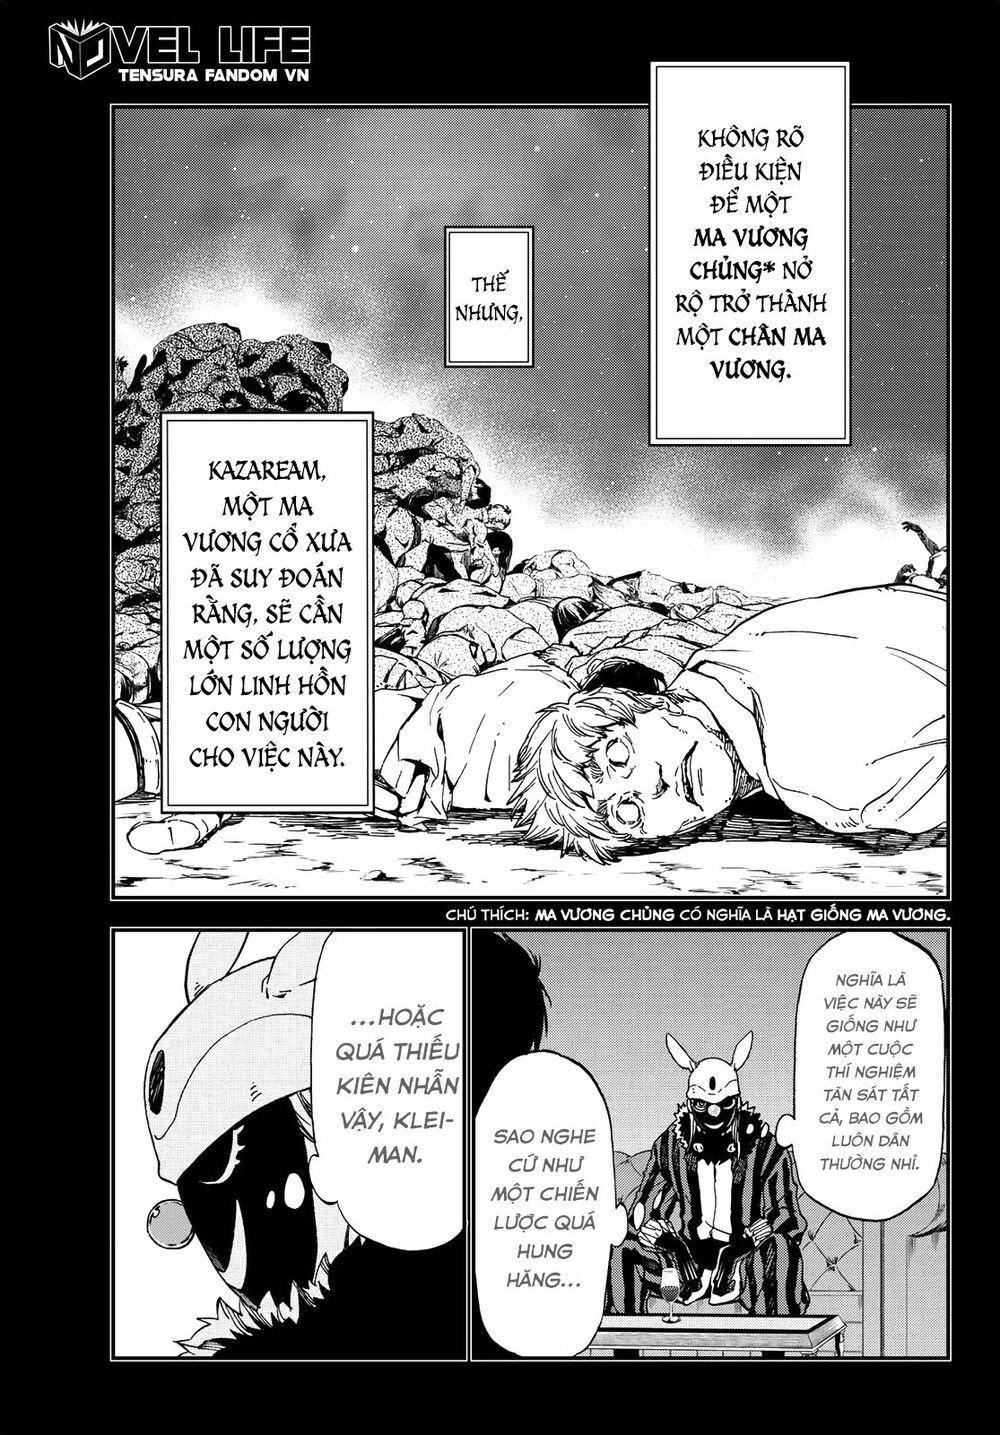 NOVEL LIFE
TENSURA FANDOM VN
KHÔNG RÕ
ĐIỀU KIỆN
ĐỂ MỘT
MA VƯƠNG
CHỦNG* NỞ
RỘ TRỞ THÀNH
MỘT CHÂN MA
VƯƠNG.
THẾ
NHƯNG,
KAZAREAM,
MỘT MA
VƯƠNG CỔ XƯA
ĐÃ SUY ĐOÁN
RẰNG, SẼ CẦN
MỘT SỐ LƯỢNG
LỚN LINH HỒN
CON NGƯỜI
CHO VIỆC NÀY.
CHÚ THÍCH: MA VƯƠNG CHỦNG CÓ NGHĨA LÀ HẠT GIỐNG MA VƯƠNG.
NGHĨA LÀ
VIỆC NÀY SẼ
GIỐNG NHƯ
MỘT CUỘC
THÍ NGHIỆM
TÀN SÁT TẤT
CẢ, BAO GỒM
LUÔN DÂN
THƯỜNG NHỈ.
SAO NGHE
CỨ NHƯ
MỘT CHIẾN
LƯỢC QUÁ
HUNG
HĂNG...
...HOẶC
QUÁ THIẾU
KIÊN NHẪN
VẬY, KLEI-
MAN.